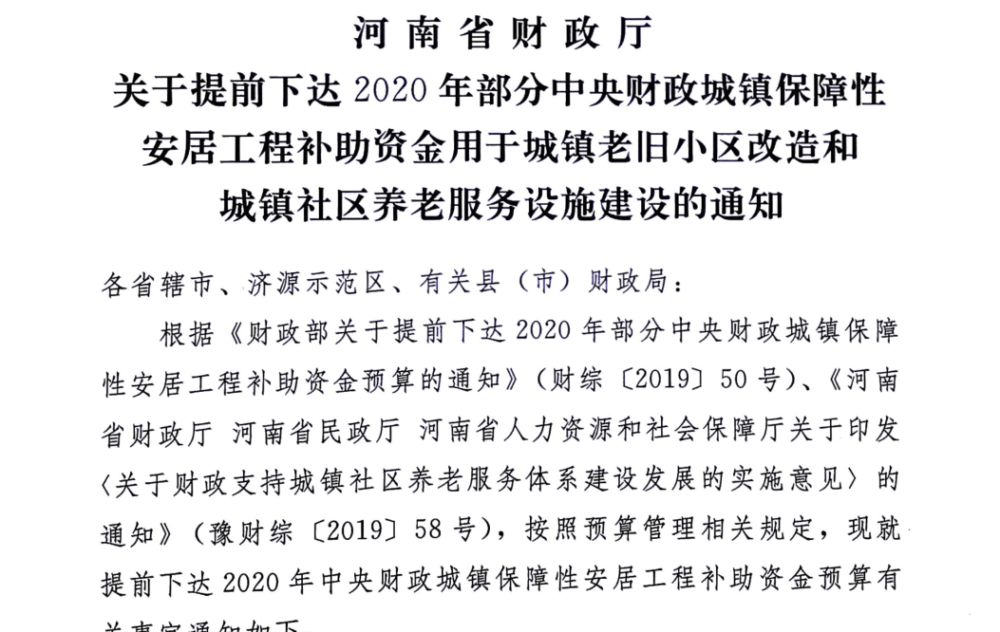 河南省财政厅
关于提前下达 2020 年部分中央财政城镇保障性
安居工程补助资金用于城镇老旧小区改造和
城镇社区养老服务设施建设的通知
各省辖市、济源示范区、有关县（市）财政局：
根据《财政部关于提前下达 2020 年部分中央财政城镇保障
性安居工程补助资金预算的通知》（财综〔2019〕50 号）、《河南
省财政厅 河南省民政厅 河南省人力资源和社会保障厅关于印发
〈关于财政支持城镇社区养老服务体系建设发展的实施意见〉的
通知》（豫财综〔2019〕58 号），按照预算管理相关规定，现就
提前下达 2020 年中央财政城镇保障性安居工程补助资金预算有
关事宜通知如下.